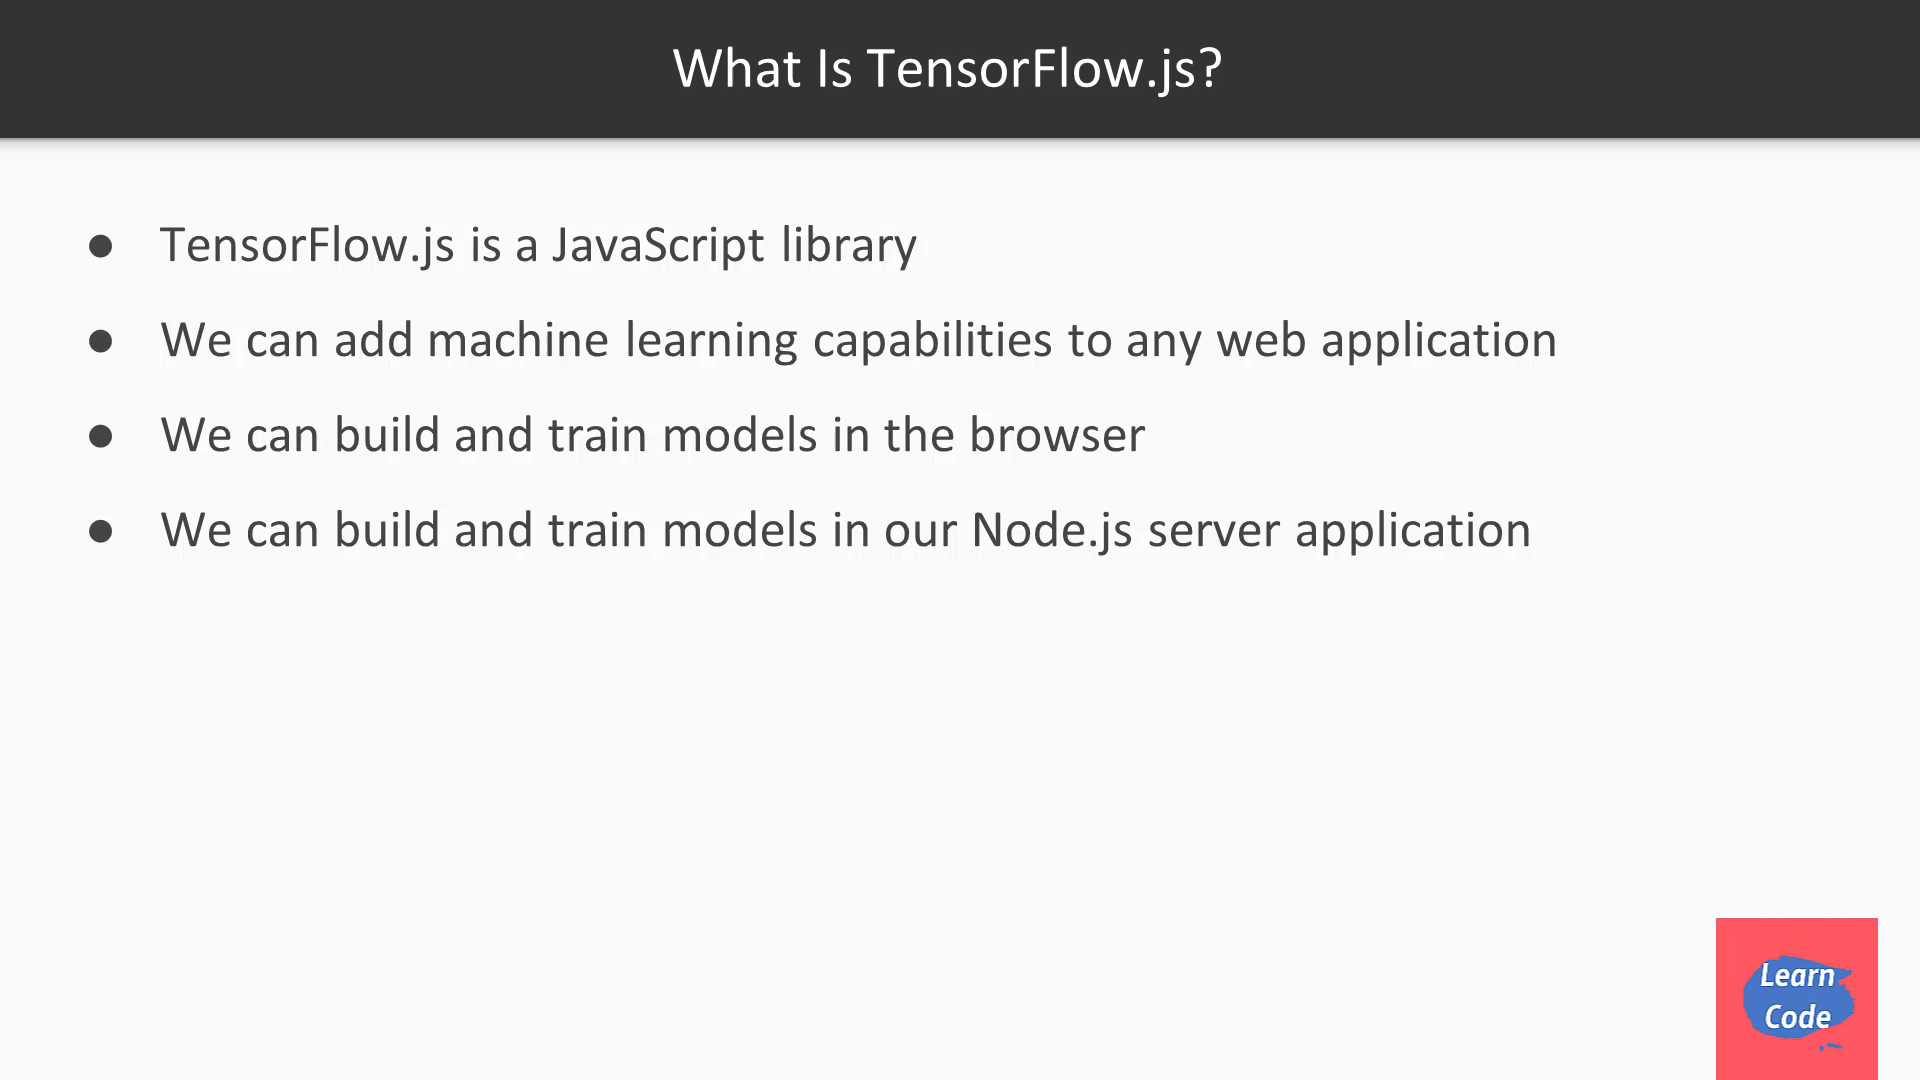 What Is TensorFlow.js?
● TensorFlow.js is a JavaScript library
● We can add machine learning capabilities to any web application
● We can build and train models in the browser
● We can build and train models in our Node.js server application
Learn
Code